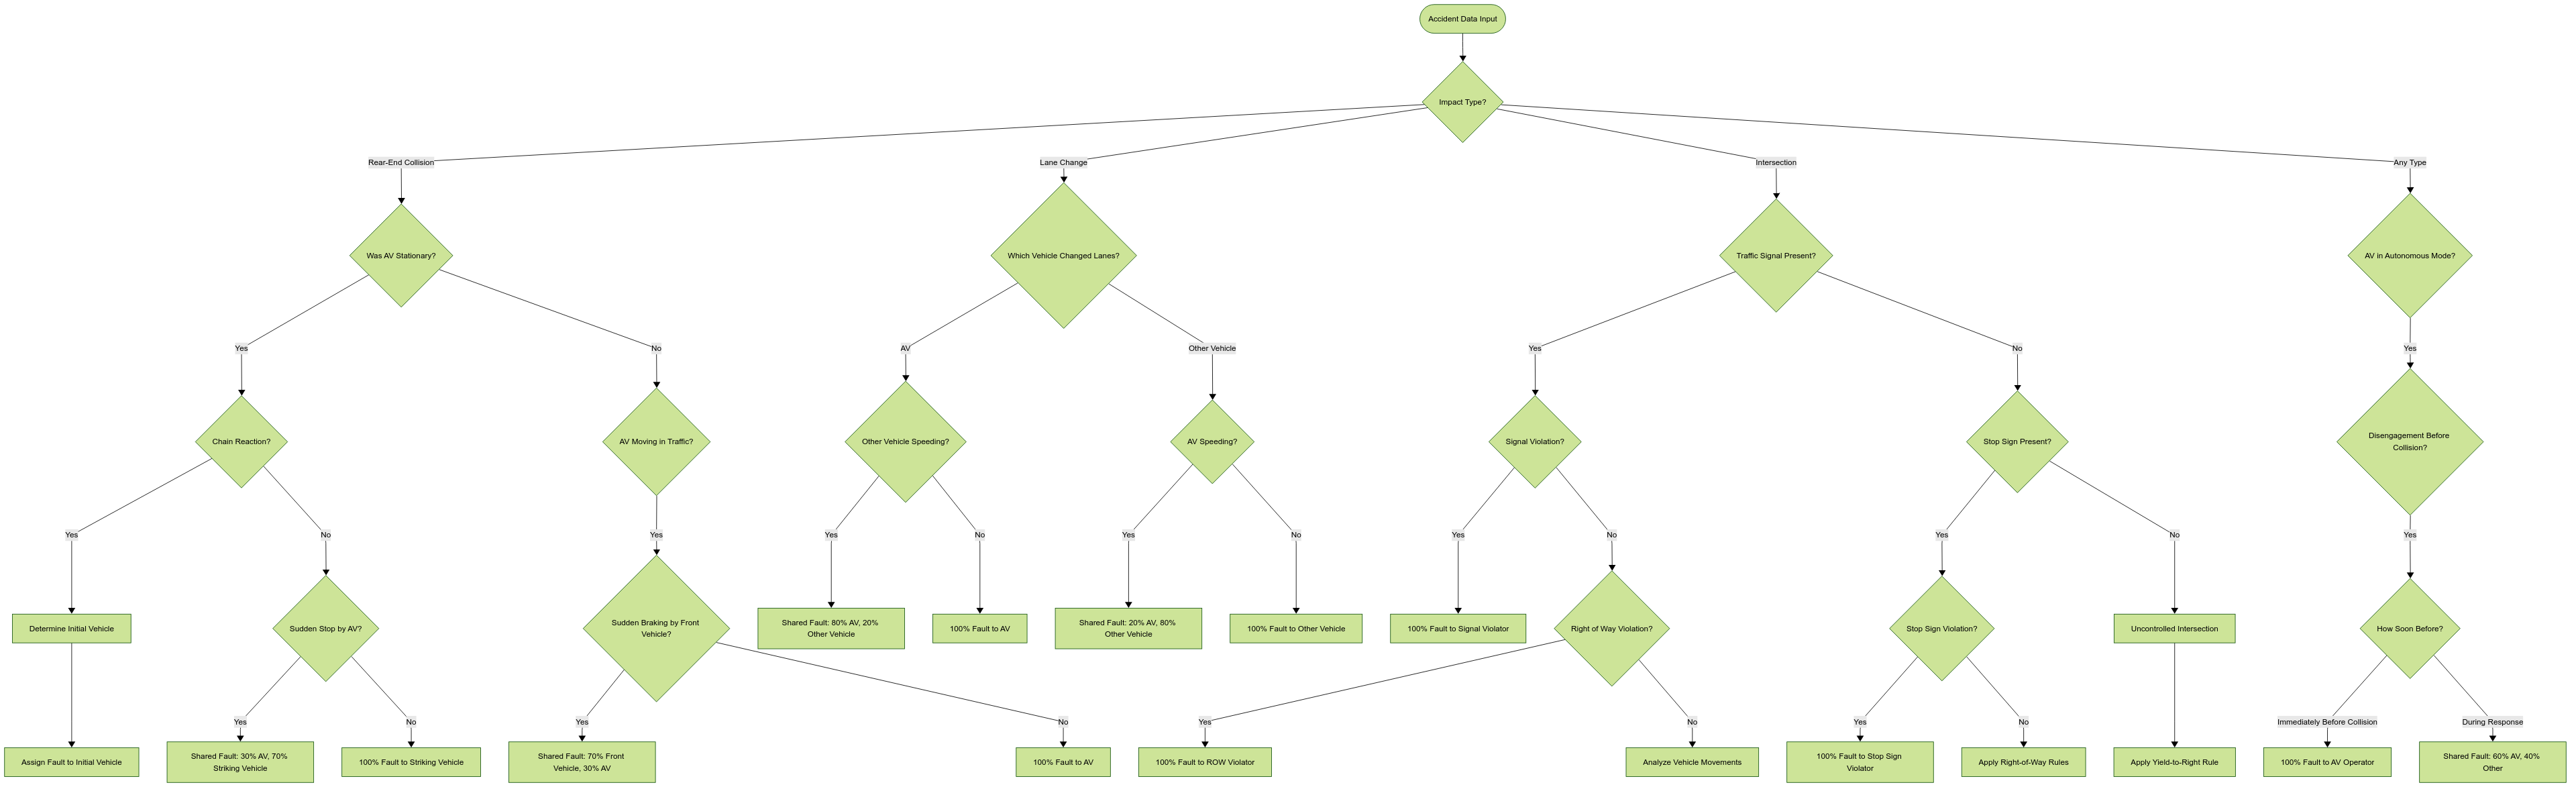 Accident Data Input
Impact Type?
Rear-End Collision
Lane Change
Intersection
Any Type
Was AV Stationary?
Which Vehicle Changed Lanes?
Traffic Signal Present?
AV in Autonomous Mode?
Yes
No
AV
Other Vehicle
Yes
No
Yes
Chain Reaction?
AV Moving in Traffic?
Other Vehicle Speeding?
AV Speeding?
Signal Violation?
Stop Sign Present?
Disengagement Before
Collision?
Yes
No
Yes
Yes
No
Yes
No
Yes
No
Yes
No
Yes
Determine Initial Vehicle
Sudden Stop by AV?
Sudden Braking by Front
Vehicle?
Shared Fault: 80% AV, 20%
Other Vehicle
100% Fault to AV
Shared Fault: 20% AV, 80%
Other Vehicle
100% Fault to Other Vehicle
100% Fault to Signal Violator
Right of Way Violation?
Stop Sign Violation?
Uncontrolled Intersection
How Soon Before?
Yes
No
Yes
No
Yes
No
Yes
No
Immediately Before Collision
During Response
Assign Fault to Initial Vehicle
Shared Fault: 30% AV, 70%
Striking Vehicle
100% Fault to Striking Vehicle
Shared Fault: 70% Front
Vehicle, 30% AV
100% Fault to AV
100% Fault to ROW Violator
Analyze Vehicle Movements
100% Fault to Stop Sign
Violator
Apply Right-of-Way Rules
Apply Yield-to-Right Rule
100% Fault to AV Operator
Shared Fault: 60% AV, 40%
Other